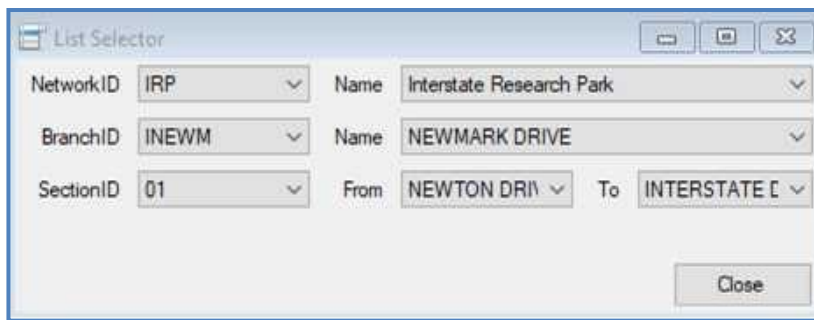 List Selector
NetworkID IRP Name Interstate Research Park
BranchID INEWM Name NEWMARK DRIVE
SectionID 01 From NEWTON DRI To INTERSTATE D
Close